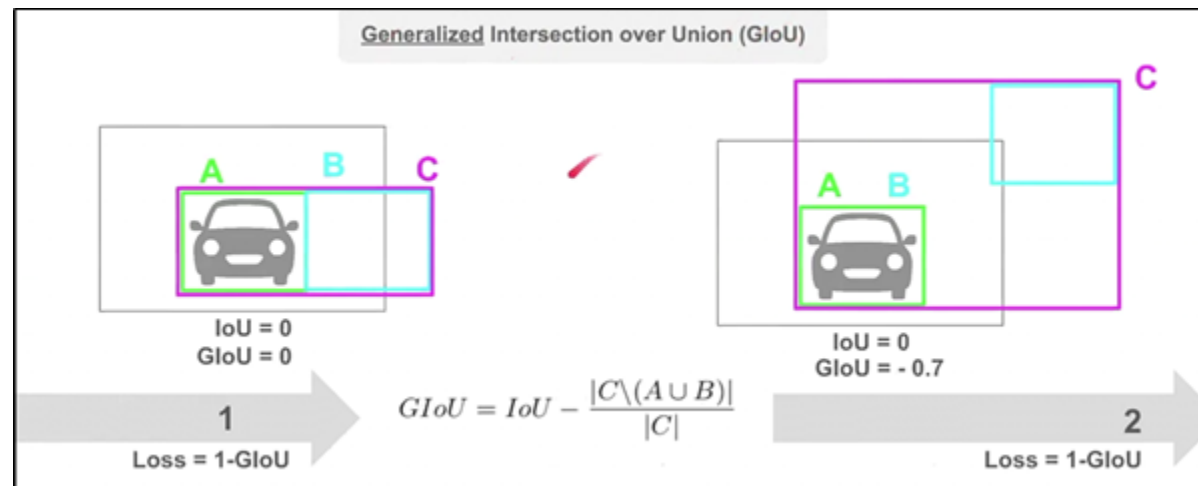 Generalized Intersection over Union (GIoU)
A B C
IoU = 0
GIoU = 0
C
A B
IoU = 0
GIoU = - 0.7
1
Loss = 1-GIoU
GIoU = IoU - |C\(A ∪ B)| / |C|
2
Loss = 1-GIoU